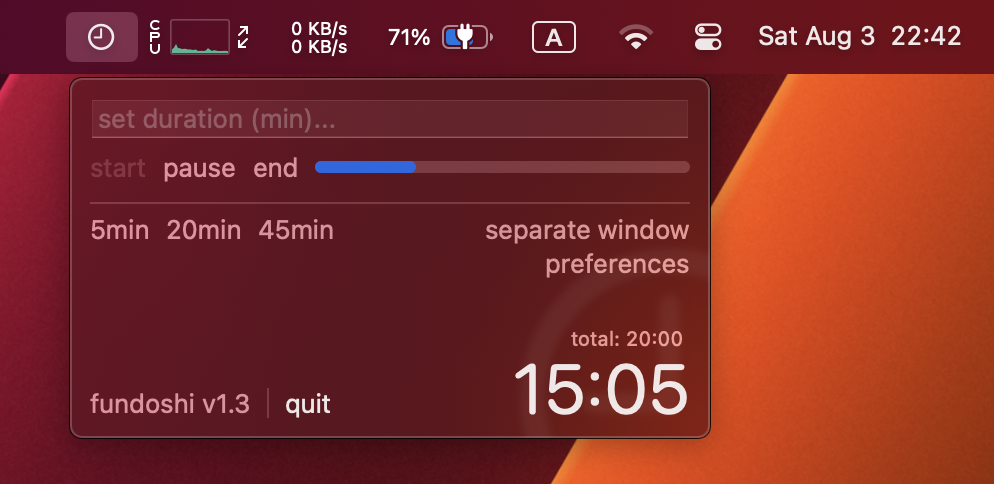 CPU 0 KB/s
0 KB/s
71% A Sat Aug 3 22:42
set duration (min)...
start pause end
5min 20min 45min separate window
preferences
total: 20:00
15:05
fundoshi v1.3 quit